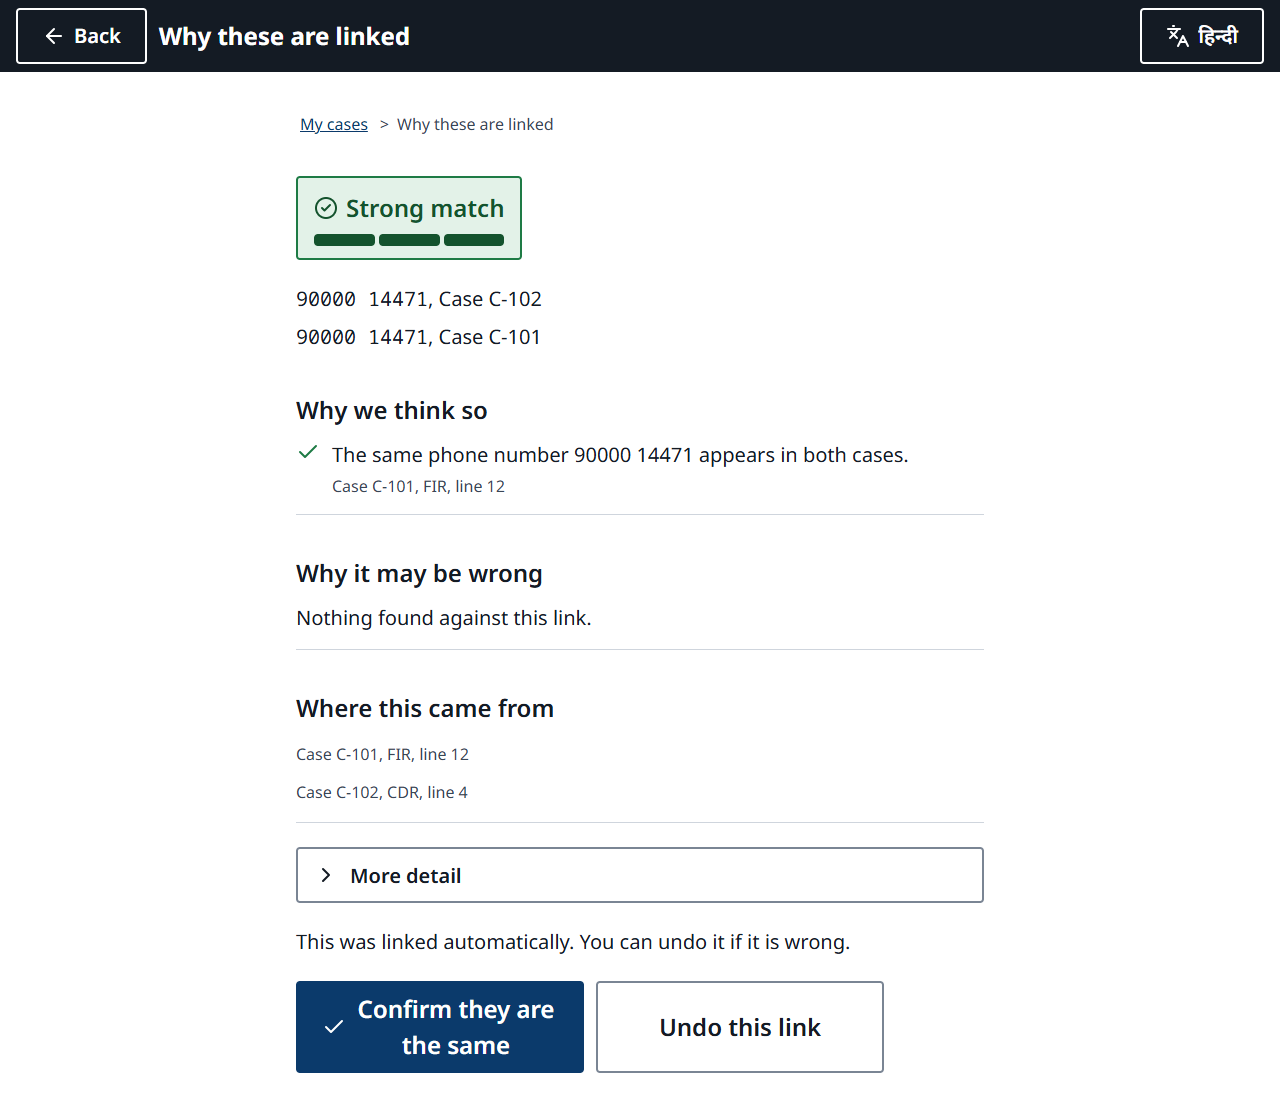 Back
Why these are linked
हिन्दी
My cases > Why these are linked
Strong match
90000 14471, Case C-102
90000 14471, Case C-101
Why we think so
The same phone number 90000 14471 appears in both cases.
Case C-101, FIR, line 12
Why it may be wrong
Nothing found against this link.
Where this came from
Case C-101, FIR, line 12
Case C-102, CDR, line 4
More detail
This was linked automatically. You can undo it if it is wrong.
Confirm they are
the same
Undo this link